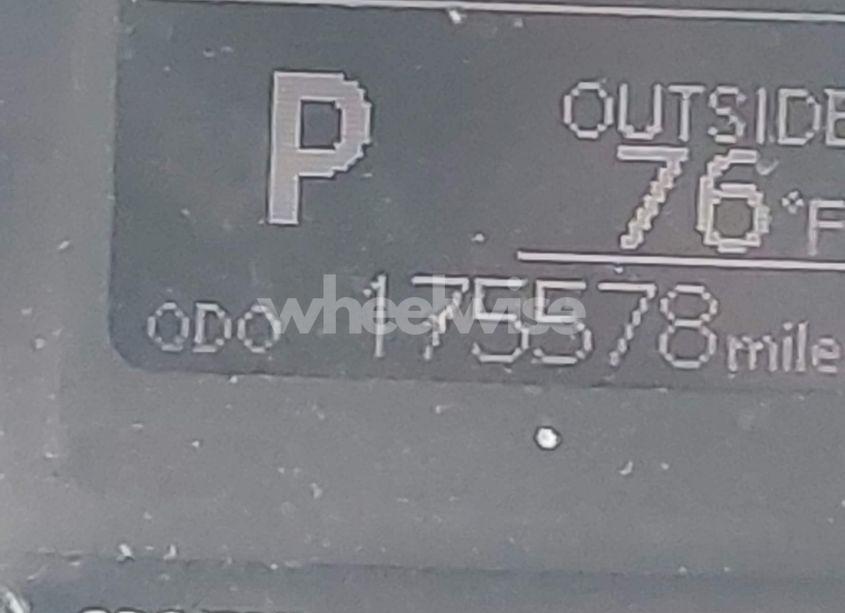 P
OUTSIDE
76°F
ODO 175578 mile
wheelwise